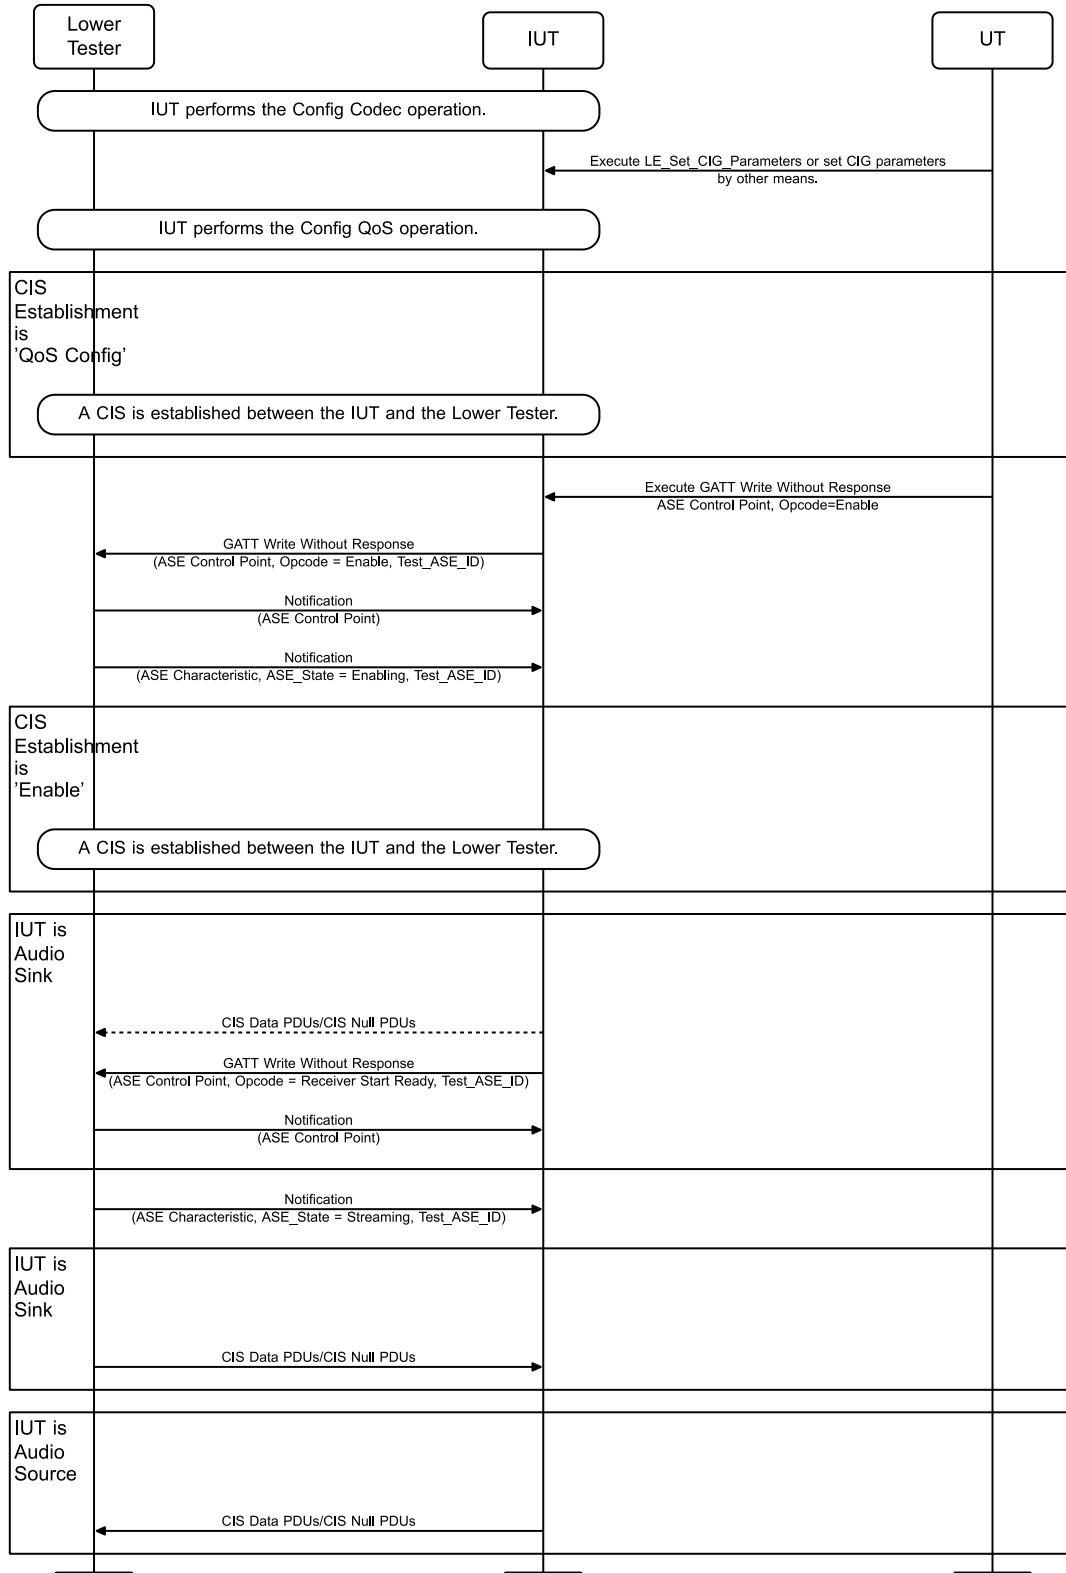 Lower
Tester
IUT
UT
IUT performs the Config Codec operation.
Execute LE_Set_CIG_Parameters or set CIG parameters
by other means.
IUT performs the Config QoS operation.
CIS
Establishment
is
'QoS Config'
A CIS is established between the IUT and the Lower Tester.
Execute GATT Write Without Response
ASE Control Point, Opcode=Enable
GATT Write Without Response
(ASE Control Point, Opcode = Enable, Test_ASE_ID)
Notification
(ASE Control Point)
Notification
(ASE Characteristic, ASE_State = Enabling, Test_ASE_ID)
CIS
Establishment
is
'Enable'
A CIS is established between the IUT and the Lower Tester.
IUT is
Audio
Sink
CIS Data PDUs/CIS Null PDUs
GATT Write Without Response
(ASE Control Point, Opcode = Receiver Start Ready, Test_ASE_ID)
Notification
(ASE Control Point)
Notification
(ASE Characteristic, ASE_State = Streaming, Test_ASE_ID)
IUT is
Audio
Sink
CIS Data PDUs/CIS Null PDUs
IUT is
Audio
Source
CIS Data PDUs/CIS Null PDUs